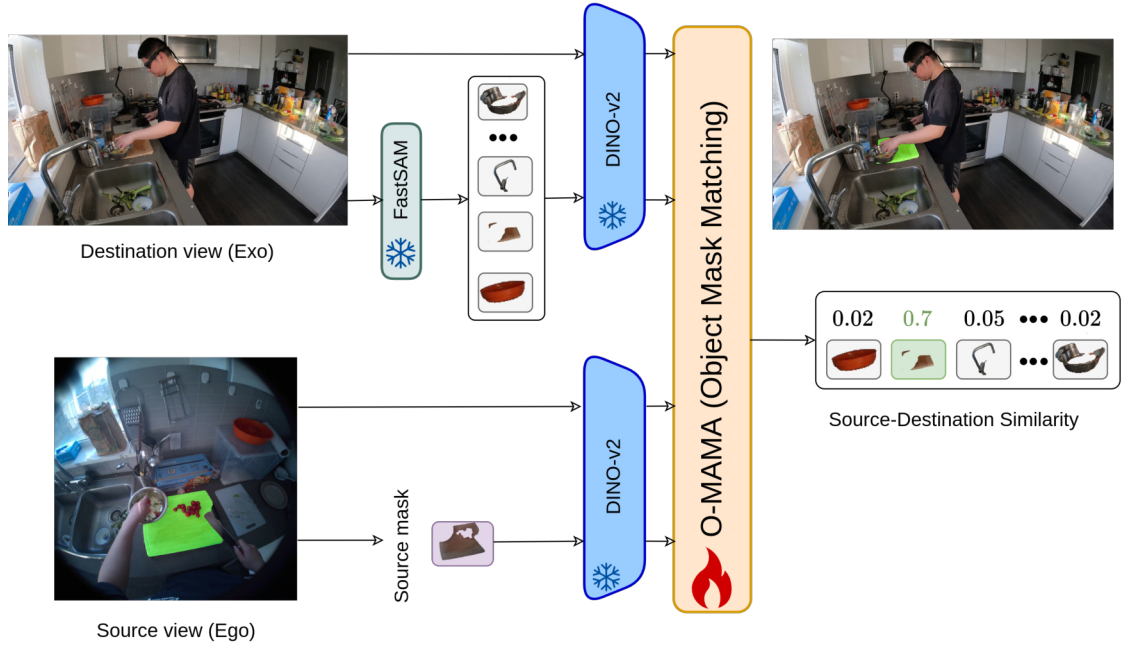 Destination view (Exo)
FastSAM
DINO-v2
O-MAMA (Object Mask Matching)
0.02 0.7 0.05 ••• 0.02
•••
Source-Destination Similarity
Source view (Ego)
Source mask
DINO-v2